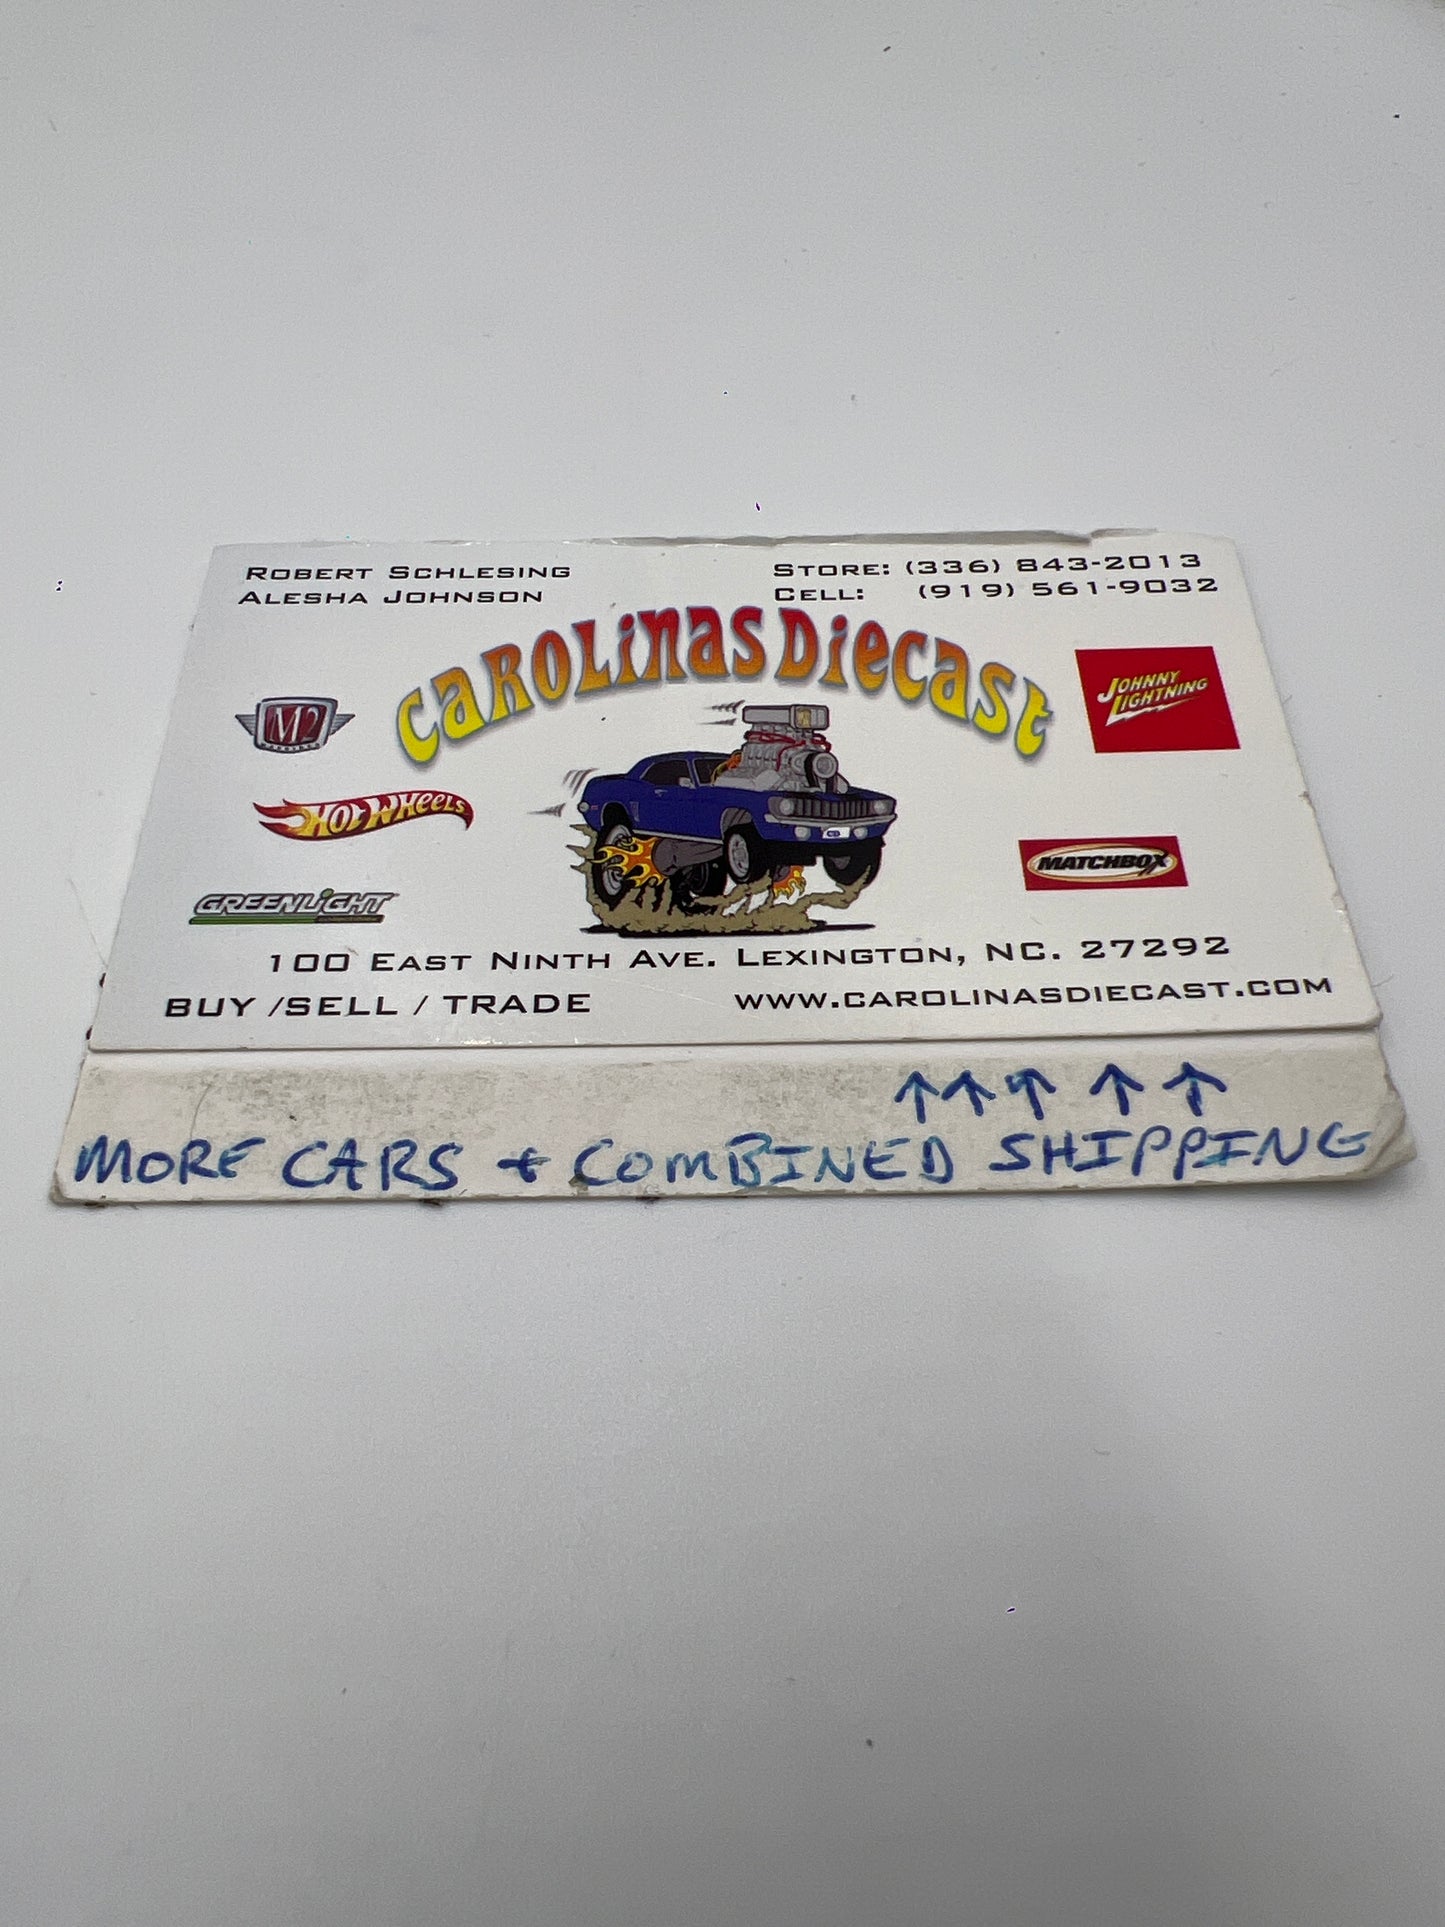 ROBERT SCHLESING
ALESHA JOHNSON
STORE: (336) 843-2013
CELL: (919) 561-9032
CAROLiNAS DiECAST
M2
HOT WHEELS
GREENLiGHT
JOHNNY
LIGHTNING
MATCHBOX
100 EAST NINTH AVE. LEXINGTON, NC. 27292
BUY /SELL / TRADE
WWW.CAROLINASDIECAST.COM
↑ ↑ ↑ ↑ ↑
MORE CARS + COMBINED SHIPPING